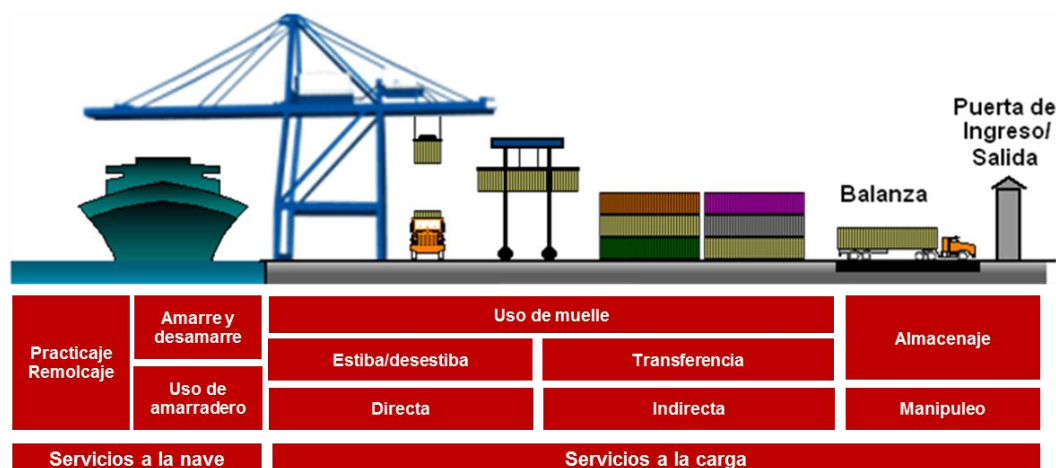 Puerta de
Ingreso/
Salida
Balanza
Practicaje
Remolcaje
Amarre y
desamarre
Uso de
amarradero
Uso de muelle
Estiba/desestiba
Transferencia
Directa
Indirecta
Almacenaje
Manipuleo
Servicios a la nave
Servicios a la carga